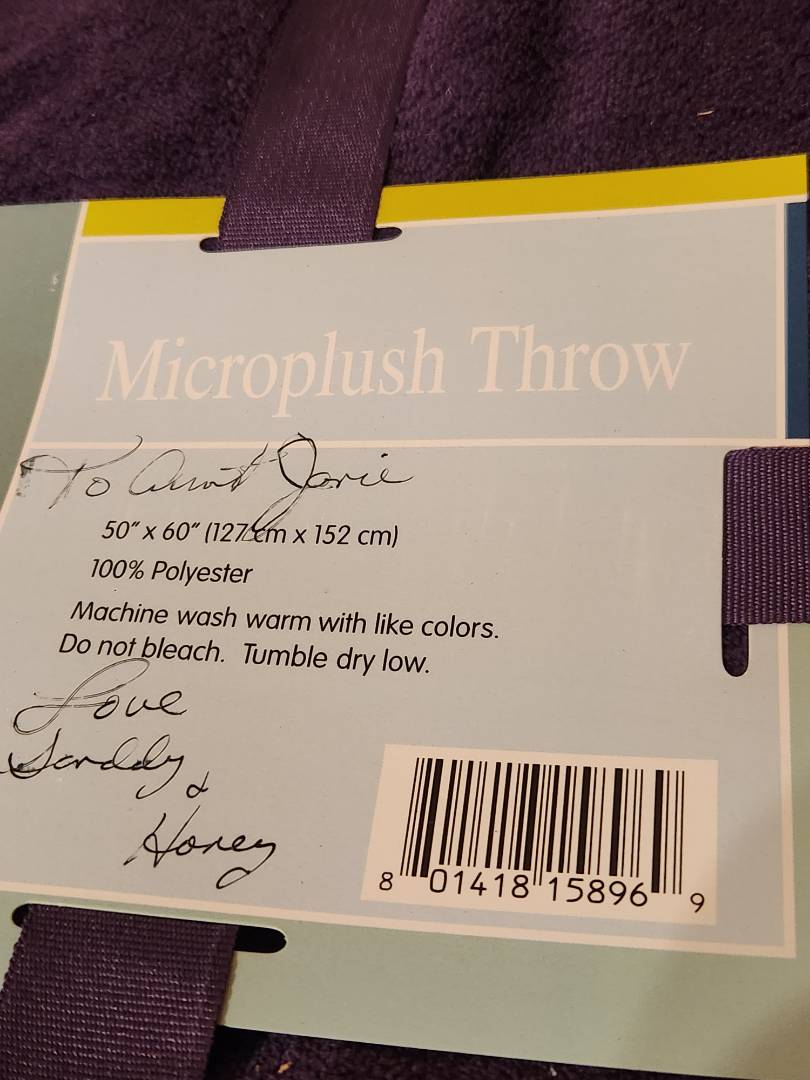 Microplush Throw
To Aunt Janie
50" x 60" (127 cm x 152 cm)
100% Polyester
Machine wash warm with like colors.
Do not bleach. Tumble dry low.
Love
&
Honey
8 01418 15896 9